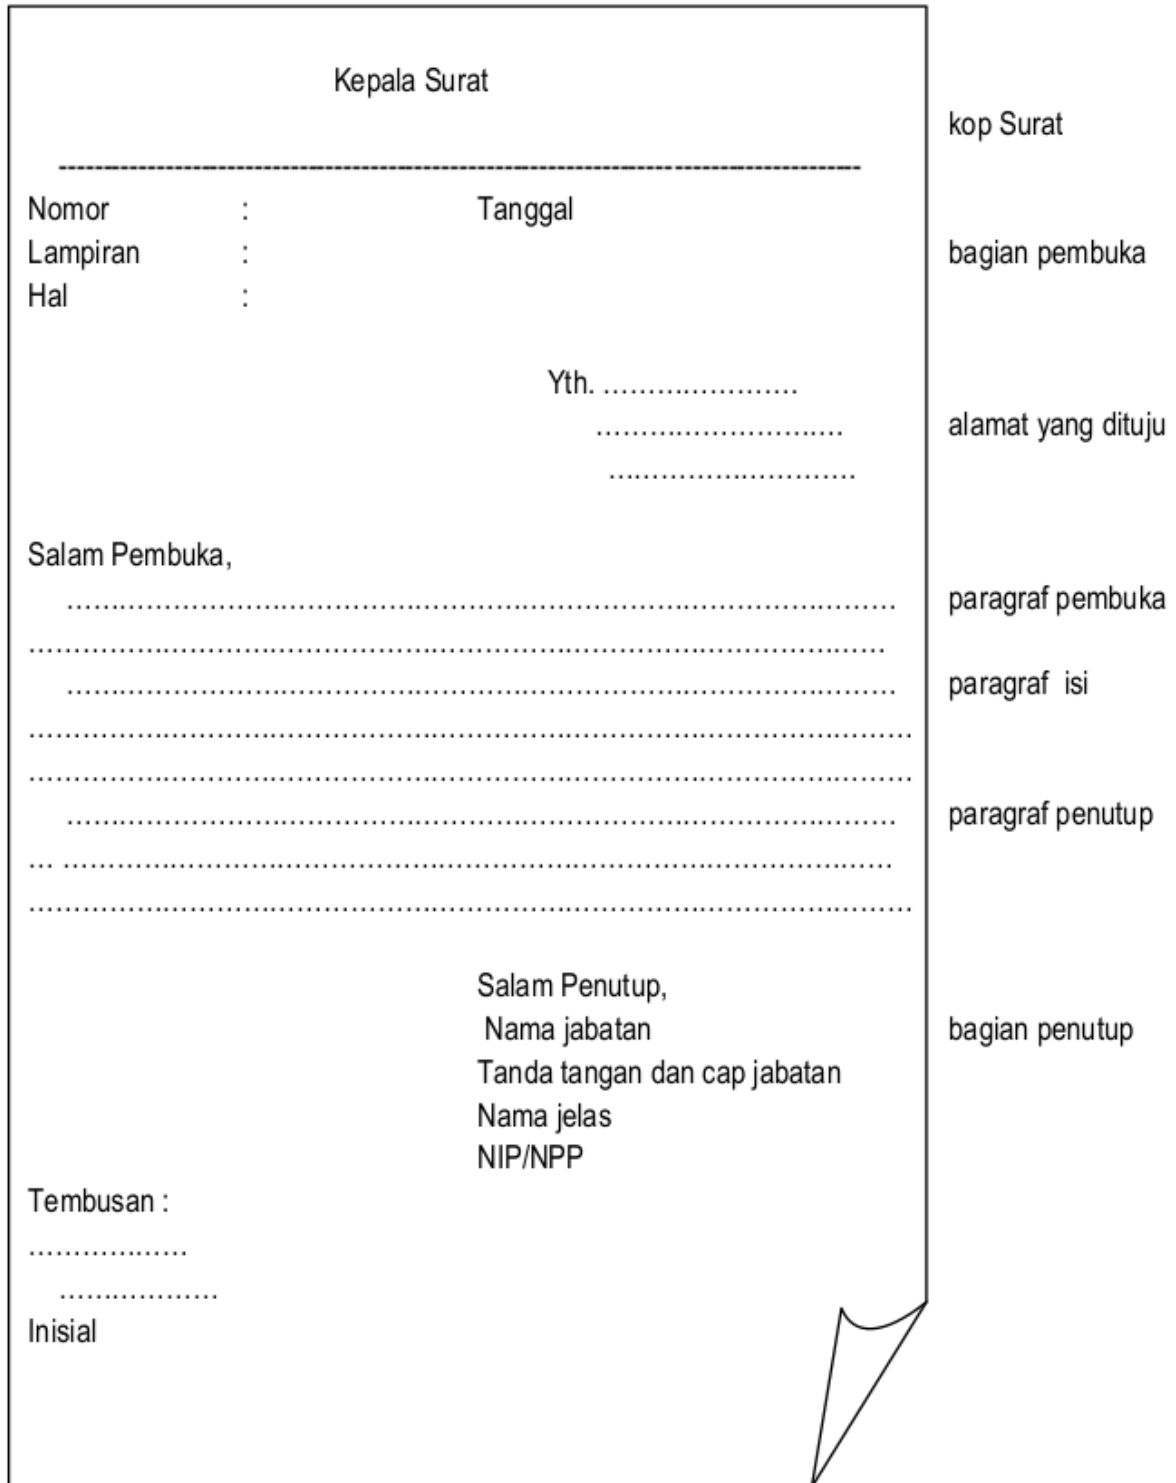 Kepala Surat
kop Surat
--------------------------------------------------------------------------------
Nomor : Tanggal
Lampiran : bagian pembuka
Hal :
Yth. ......................
............................ alamat yang dituju
............................
Salam Pembuka,
.............................................................................................. paragraf pembuka
.................................................................................................
.............................................................................................. paragraf  isi
....................................................................................................
....................................................................................................
.............................................................................................. paragraf penutup
... ..............................................................................................
....................................................................................................
Salam Penutup,
Nama jabatan bagian penutup
Tanda tangan dan cap jabatan
Nama jelas
NIP/NPP
Tembusan :
..................
..................
Inisial